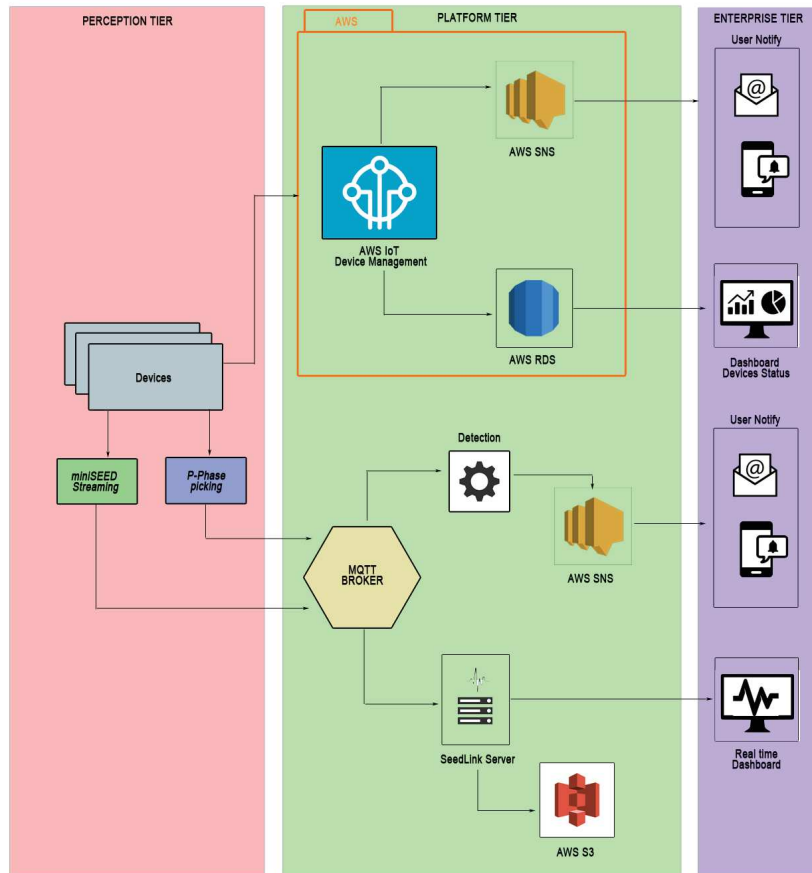 PERCEPTION TIER
PLATFORM TIER
ENTERPRISE TIER
AWS
User Notify
@
AWS SNS
AWS IoT
Device Management
AWS RDS
Dashboard
Devices Status
Devices
miniSEED
Streaming
P-Phase
picking
Detection
User Notify
@
MQTT
BROKER
AWS SNS
SeedLink Server
Real time
Dashboard
AWS S3